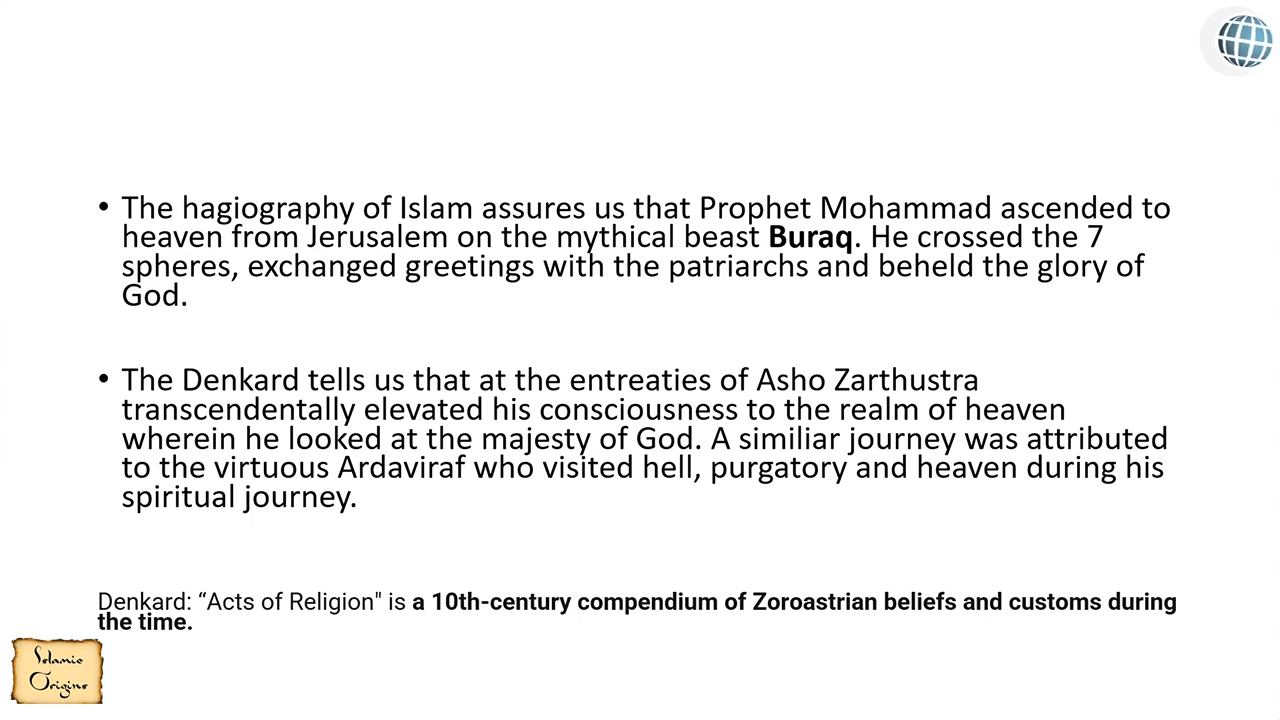 • The hagiography of Islam assures us that Prophet Mohammad ascended to
heaven from Jerusalem on the mythical beast Buraq. He crossed the 7
spheres, exchanged greetings with the patriarchs and beheld the glory of
God.
• The Denkard tells us that at the entreaties of Asho Zarthustra
transcendentally elevated his consciousness to the realm of heaven
wherein he looked at the majesty of God. A similiar journey was attributed
to the virtuous Ardaviraf who visited hell, purgatory and heaven during his
spiritual journey.
Denkard: “Acts of Religion" is a 10th-century compendium of Zoroastrian beliefs and customs during
the time.
Islamic
Origins